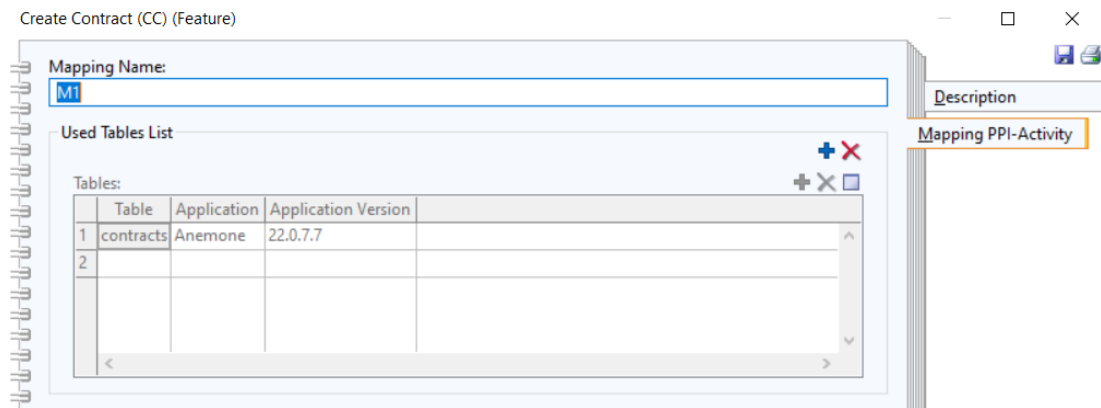 Create Contract (CC) (Feature)
Mapping Name:
M1
Description
Used Tables List
Mapping PPI-Activity
Tables:
Table Application Application Version
1 contracts Anemone 22.0.7.7
2